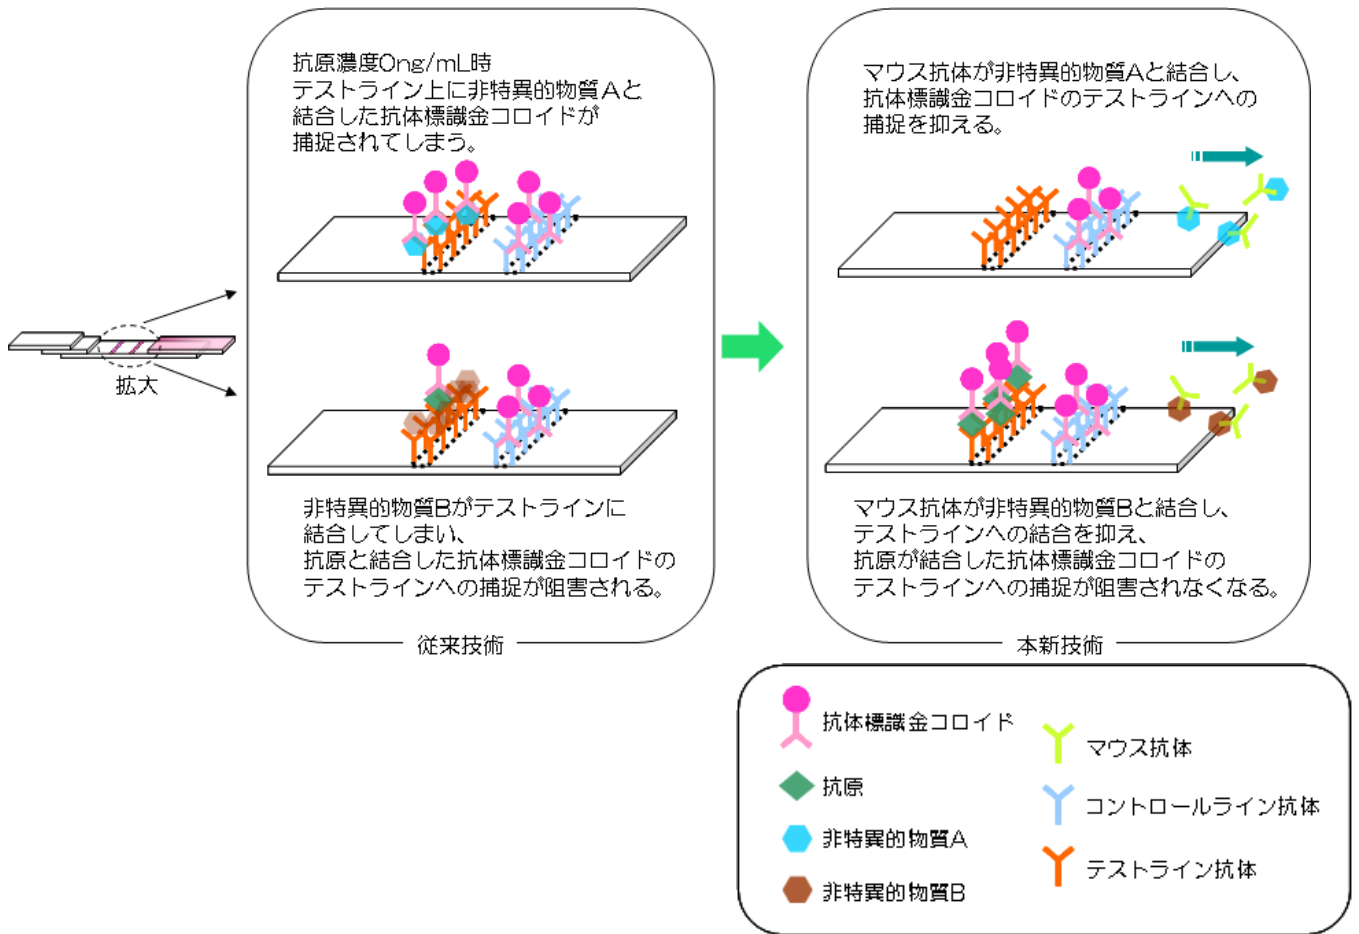 抗原濃度0ng/mL時
テストライン上に非特異的物質Aと
結合した抗体標識金コロイドが
捕捉されてしまう。
拡大
非特異的物質Bがテストラインに
結合してしまい、
抗原と結合した抗体標識金コロイドの
テストラインへの捕捉が阻害される。
従来技術
マウス抗体が非特異的物質Aと結合し、
抗体標識金コロイドのテストラインへの
捕捉を抑える。
マウス抗体が非特異的物質Bと結合し、
テストラインへの結合を抑え、
抗原が結合した抗体標識金コロイドの
テストラインへの捕捉が阻害されなくなる。
本新技術
抗体標識金コロイド
抗原
非特異的物質A
非特異的物質B
マウス抗体
コントロールライン抗体
テストライン抗体